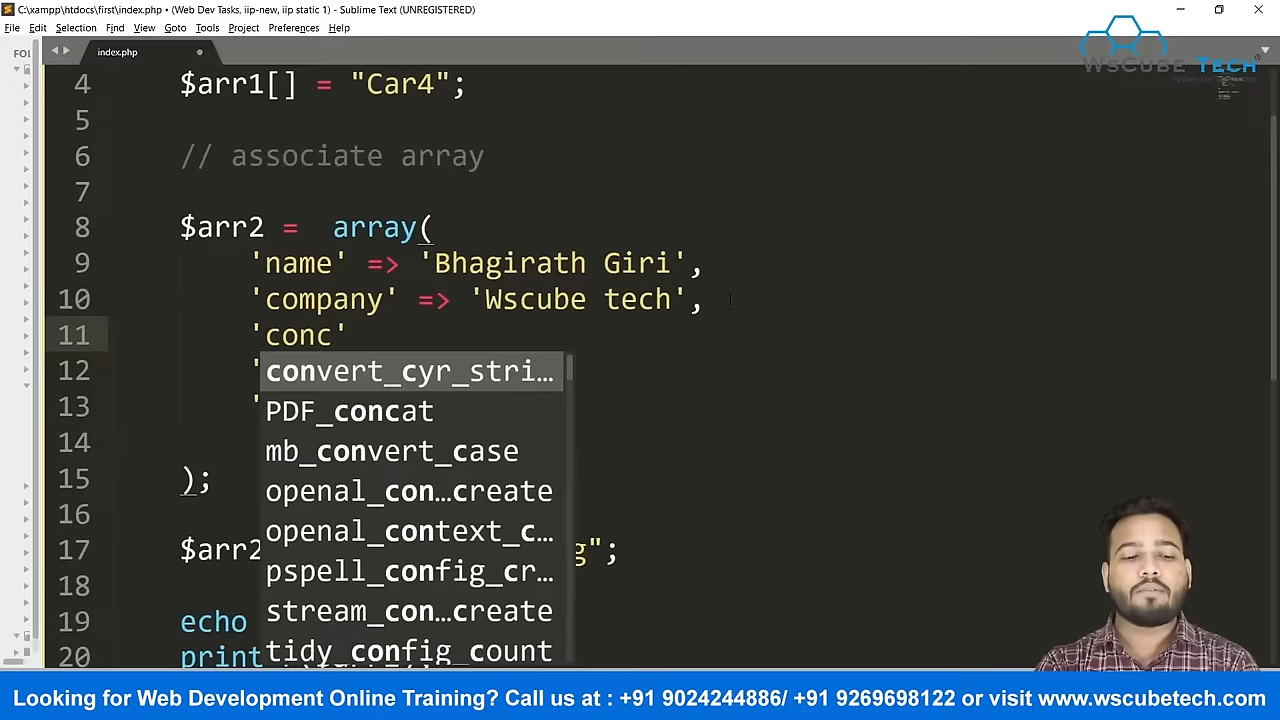 C:\xampp\htdocs\first\index.php • (Web Dev Tasks, iip-new, iip static 1) - Sublime Text (UNREGISTERED)
File Edit Selection Find View Goto Tools Project Preferences Help
FOL
index.php
WsCube Tech
4 $arr1[] = "Car4";
5
6 // associate array
7
8 $arr2 = array(
9 'name' => 'Bhagirath Giri',
10 'company' => 'Wscube tech',
11 'conc'
12 '
13 '
14
15 );
16
17 $arr2 g";
18
19 echo
20 print
convert_cyr_stri…
PDF_concat
mb_convert_case
openal_con…create
openal_context_c…
pspell_config_cr…
stream_con…create
tidy_config_count
Looking for Web Development Online Training? Call us at : +91 9024244886/ +91 9269698122 or visit www.wscubetech.com